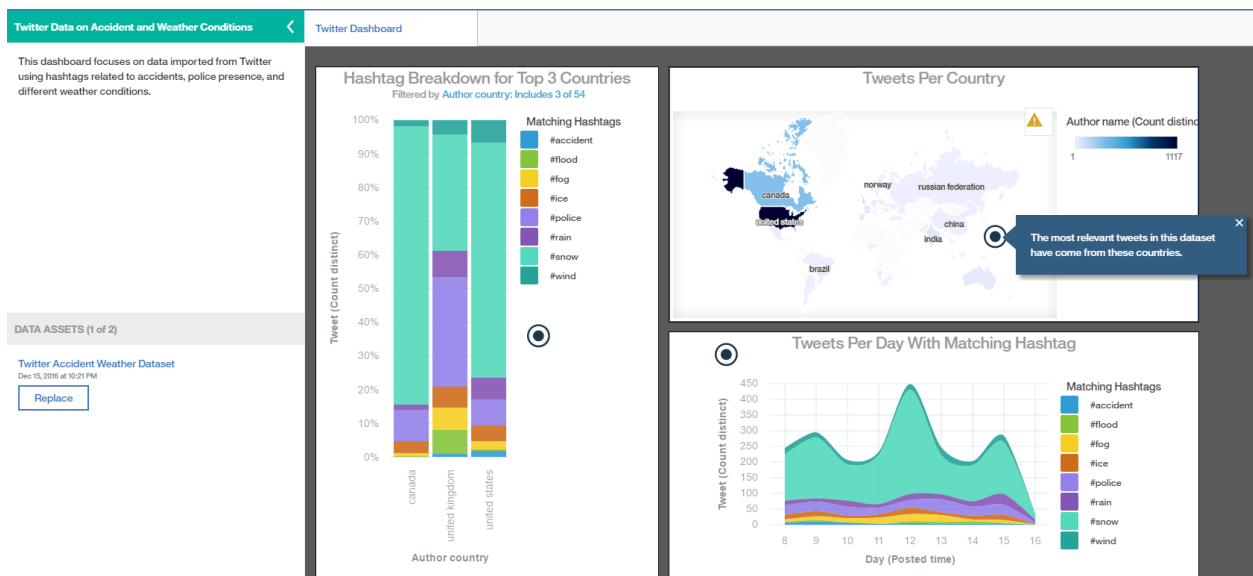 Twitter Data on Accident and Weather Conditions
Twitter Dashboard
This dashboard focuses on data imported from Twitter
using hashtags related to accidents, police presence, and
different weather conditions.
DATA ASSETS (1 of 2)
Twitter Accident Weather Dataset
Dec 15, 2016 at 10:21 PM
Replace
Hashtag Breakdown for Top 3 Countries
Filtered by Author country: Includes 3 of 54
Tweet (Count distinct)
100%
90%
80%
70%
60%
50%
40%
30%
20%
10%
0%
canada
united kingdom
united states
Author country
Matching Hashtags
#accident
#flood
#fog
#ice
#police
#rain
#snow
#wind
Tweets Per Country
canada
united states
brazil
norway
russian federation
china
india
Author name (Count distinc
1 1117
The most relevant tweets in this dataset
have come from these countries.
Tweets Per Day With Matching Hashtag
Tweet (Count distinct)
450
400
350
300
250
200
150
100
50
0
8 9 10 11 12 13 14 15 16
Day (Posted time)
Matching Hashtags
#accident
#flood
#fog
#ice
#police
#rain
#snow
#wind